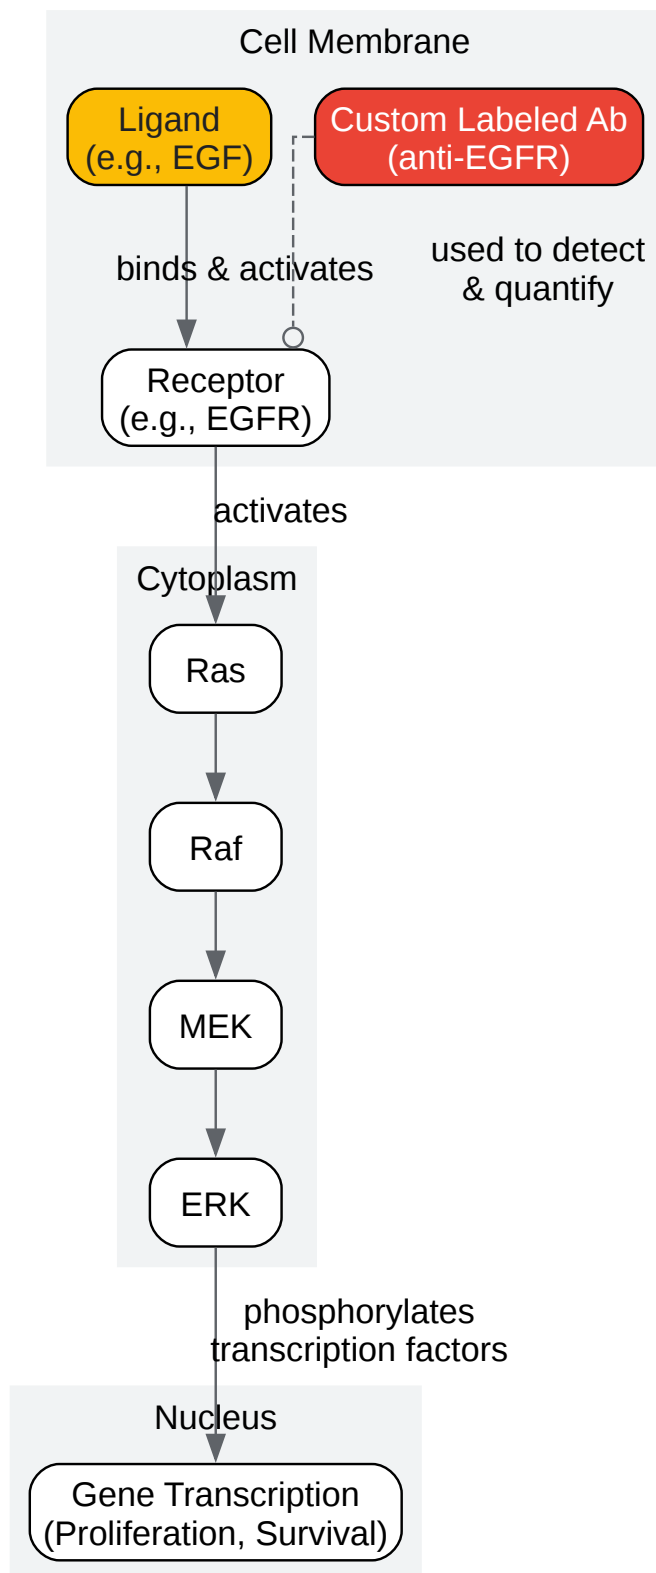 Cell Membrane
Ligand
(e.g., EGF)
Custom Labeled Ab
(anti-EGFR)
binds & activates
used to detect
& quantify
Receptor
(e.g., EGFR)
activates
Cytoplasm
Ras
Raf
MEK
ERK
phosphorylates
transcription factors
Nucleus
Gene Transcription
(Proliferation, Survival)